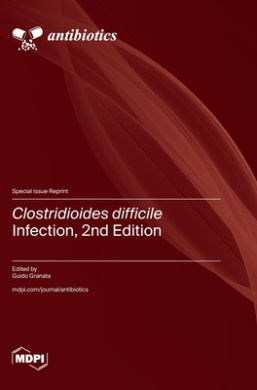 antibiotics
Special Issue Reprint
Clostridioides difficile
Infection, 2nd Edition
Edited by
Guido Granata
mdpi.com/journal/antibiotics
MDPI